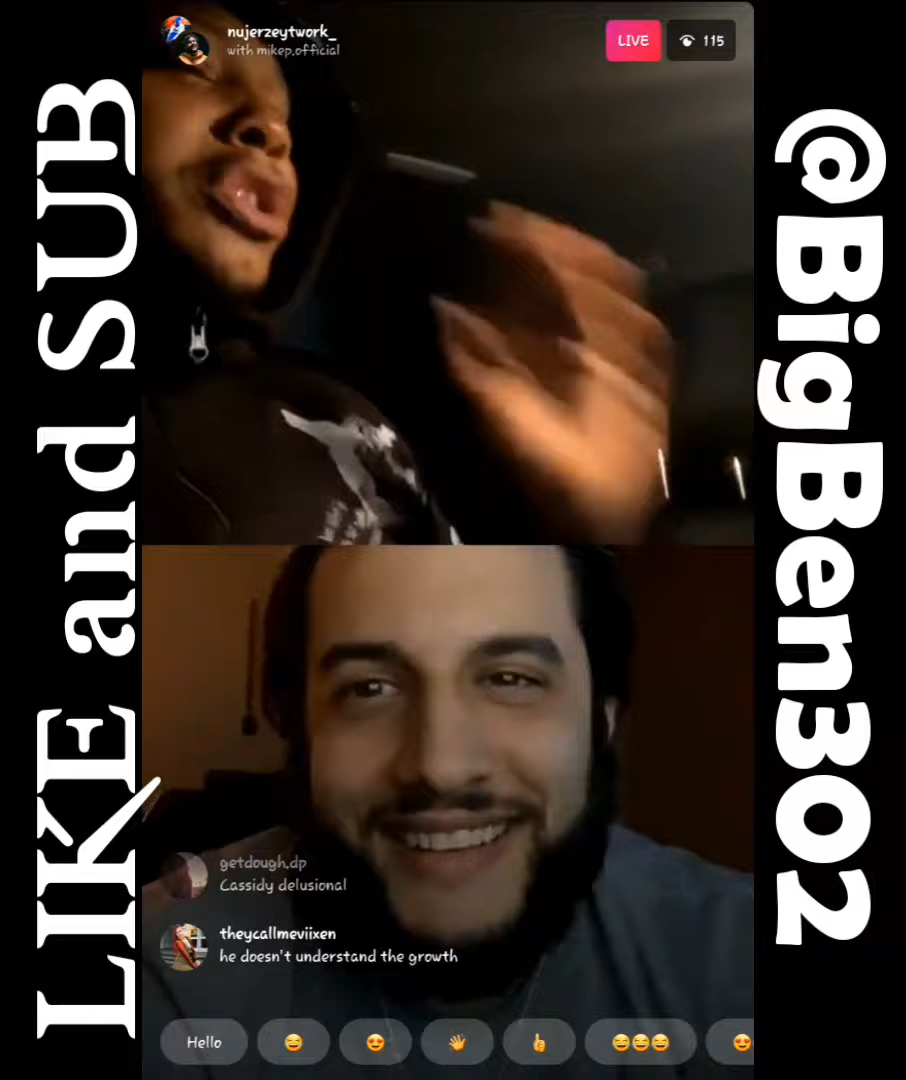 LIKE and SUB
nujerzeytwork_
with mikep.official
LIVE
115
getdough.dp
Cassidy delusional
theycallmeviixen
he doesn't understand the growth
Hello
@BigBen302